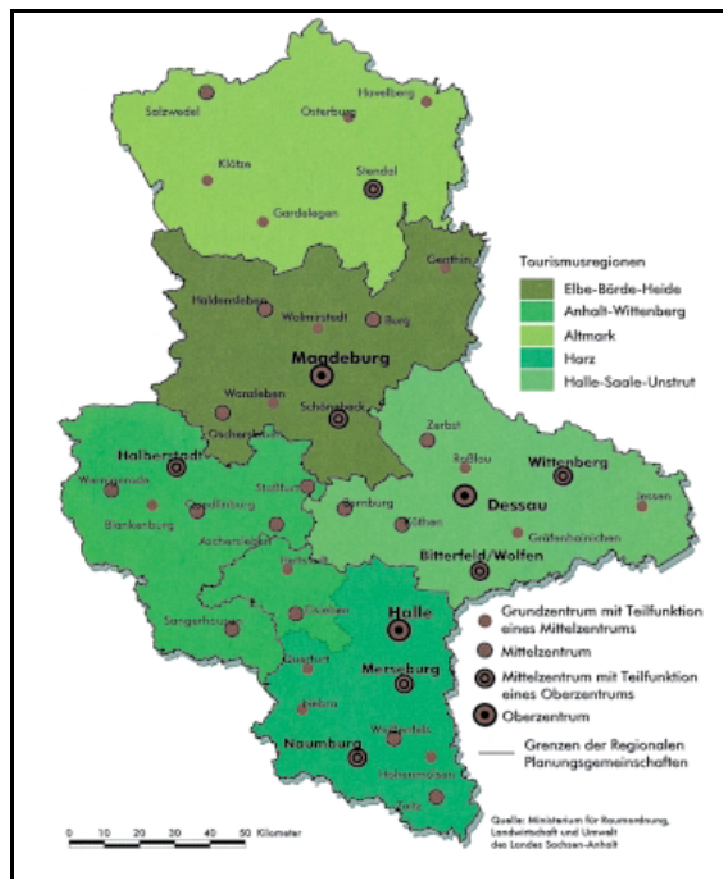 Salzwedel
Osterburg
Havelberg
Klötze
Stendal
Gardelegen
Genthin
Haldensleben
Wolmirstedt
Burg
Magdeburg
Wanzleben
Schönebeck
Halberstadt
Zerbst
Roßlau
Wittenberg
Wernigerode
Staßfurt
Bernburg
Dessau
Jessen
Blankenburg
Quedlinburg
Köthen
Gräfenhainichen
Aschersleben
Bitterfeld/Wolfen
Hettstedt
Eisleben
Halle
Sangerhausen
Querfurt
Merseburg
Nebra
Weißenfels
Naumburg
Hohenmölsen
Zeitz
Tourismusregionen
Elbe-Börde-Heide
Anhalt-Wittenberg
Altmark
Harz
Halle-Saale-Unstrut
Grundzentrum mit Teilfunktion
eines Mittelzentrums
Mittelzentrum
Mittelzentrum mit Teilfunktion
eines Oberzentrums
Oberzentrum
Grenzen der Regionalen
Planungsgemeinschaften
0 10 20 30 40 50 Kilometer
Quelle: Ministerium für Raumordnung,
Landwirtschaft und Umwelt
des Landes Sachsen-Anhalt